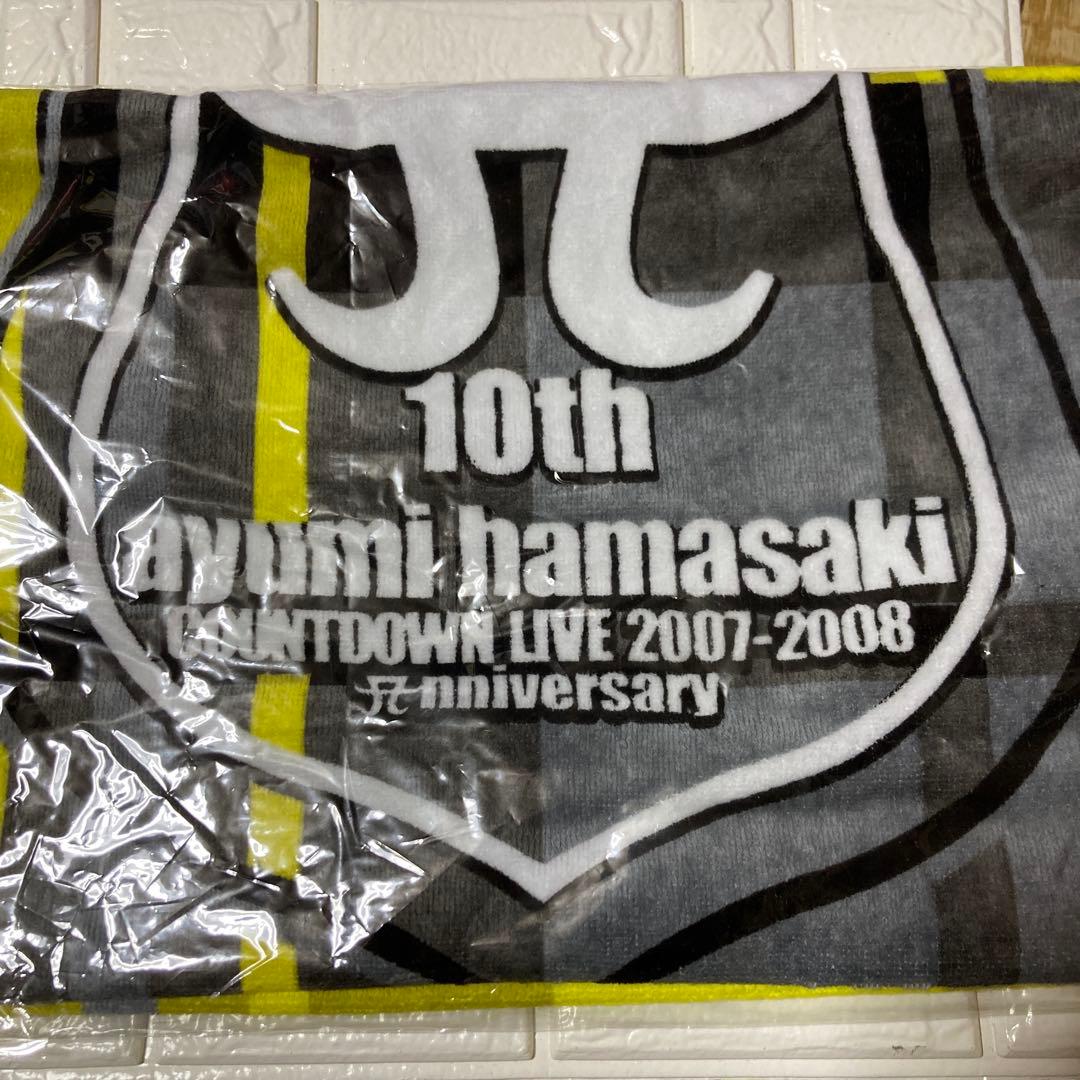 10th
ayumi hamasaki
COUNTDOWN LIVE 2007-2008
Anniversary